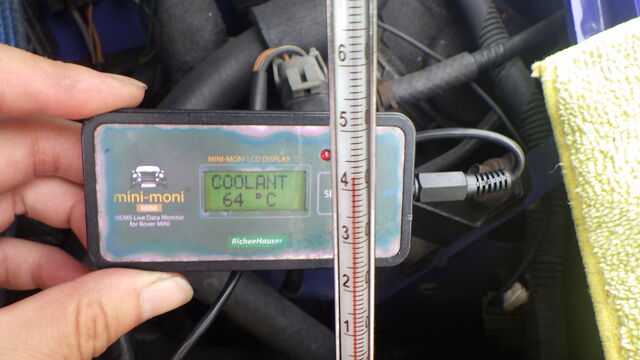 MINI-MONI LCD DISPLAY
COOLANT
64 °C
mini-moni
MINI
MEMS Live Data Monitor
for Rover MINI
RicheeHauser
6
5
4
3
2
1